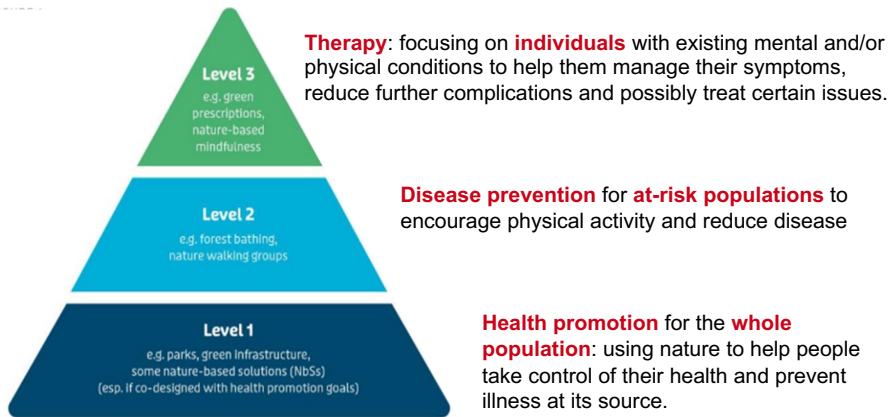 Level 3
e.g. green
prescriptions,
nature-based
mindfulness
Therapy: focusing on individuals with existing mental and/or
physical conditions to help them manage their symptoms,
reduce further complications and possibly treat certain issues.
Level 2
e.g. forest bathing,
nature walking groups
Disease prevention for at-risk populations to
encourage physical activity and reduce disease
Level 1
e.g. parks, green infrastructure,
some nature-based solutions (NbSs)
(esp. if co-designed with health promotion goals)
Health promotion for the whole
population: using nature to help people
take control of their health and prevent
illness at its source.